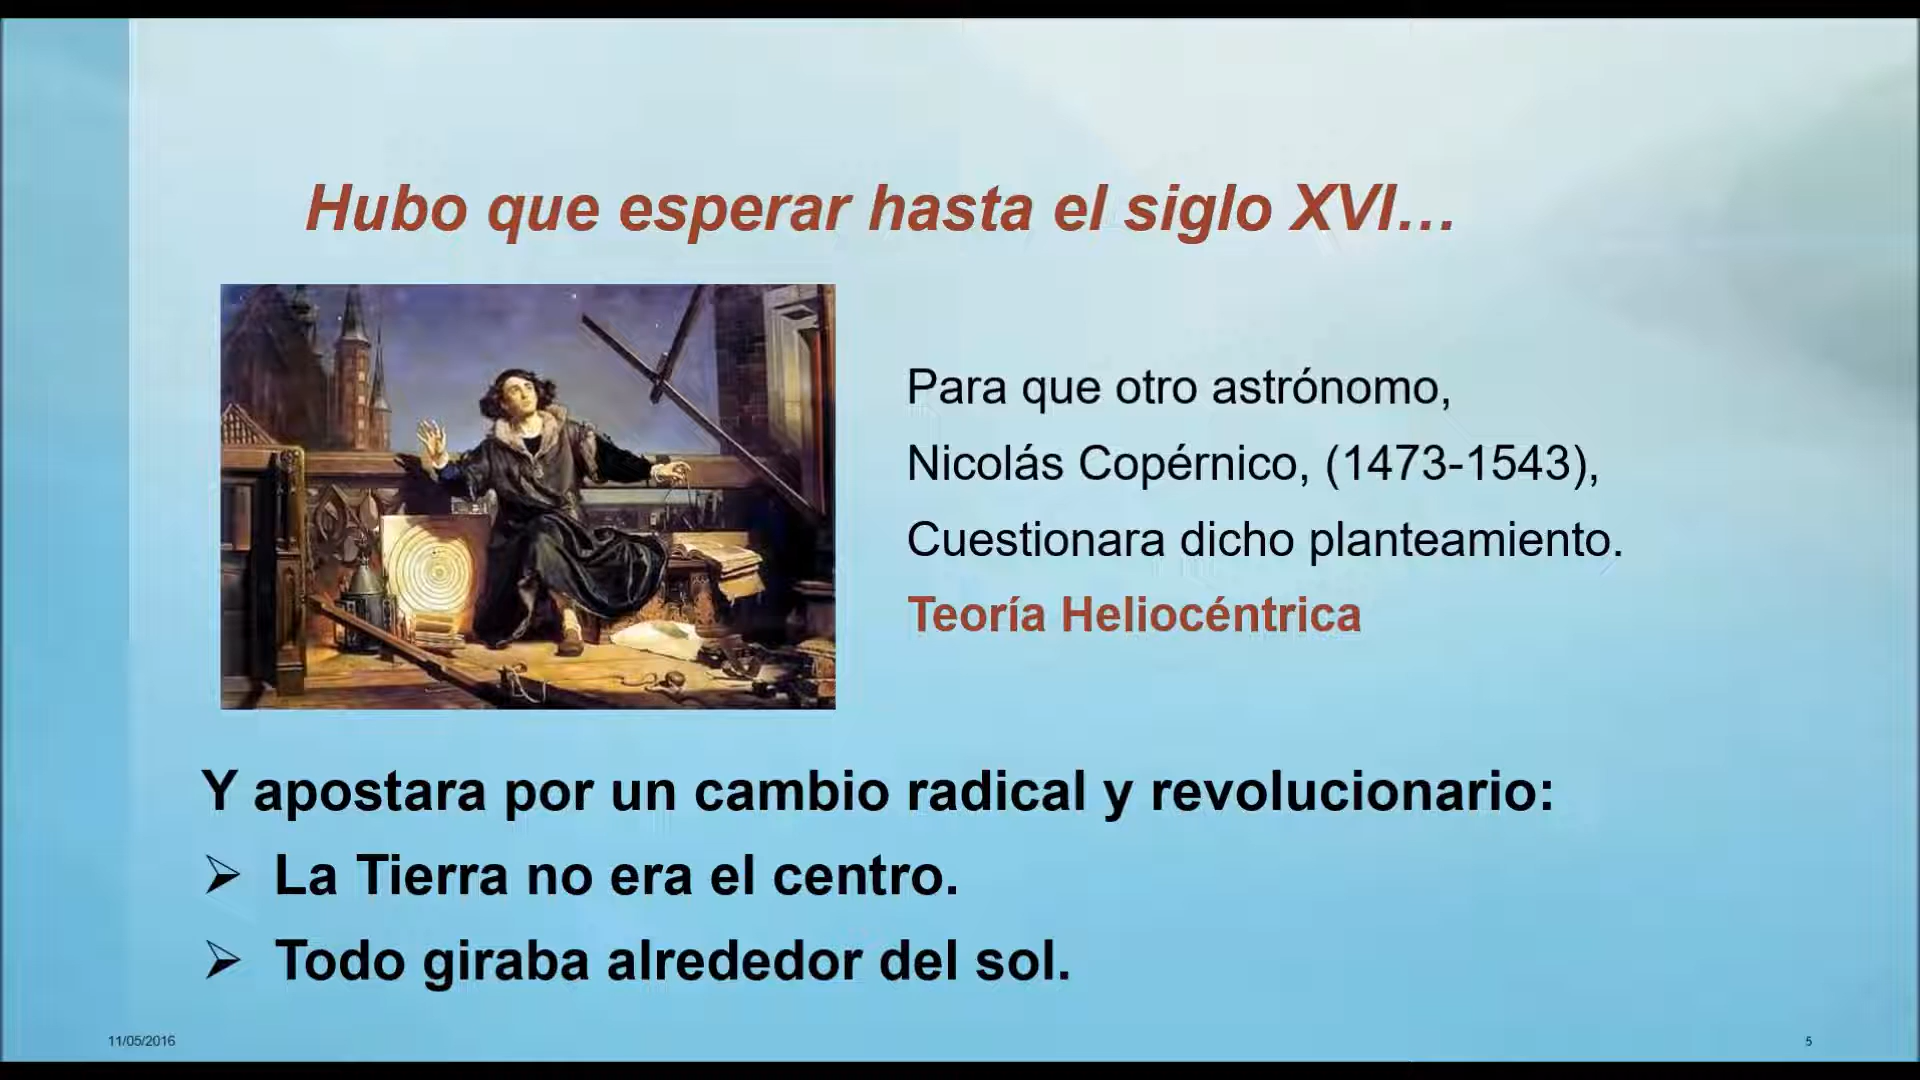 Hubo que esperar hasta el siglo XVI…
Para que otro astrónomo,
Nicolás Copérnico, (1473-1543),
Cuestionara dicho planteamiento.
Teoría Heliocéntrica
Y apostara por un cambio radical y revolucionario:
➢ La Tierra no era el centro.
➢ Todo giraba alrededor del sol.
11/05/2016
5